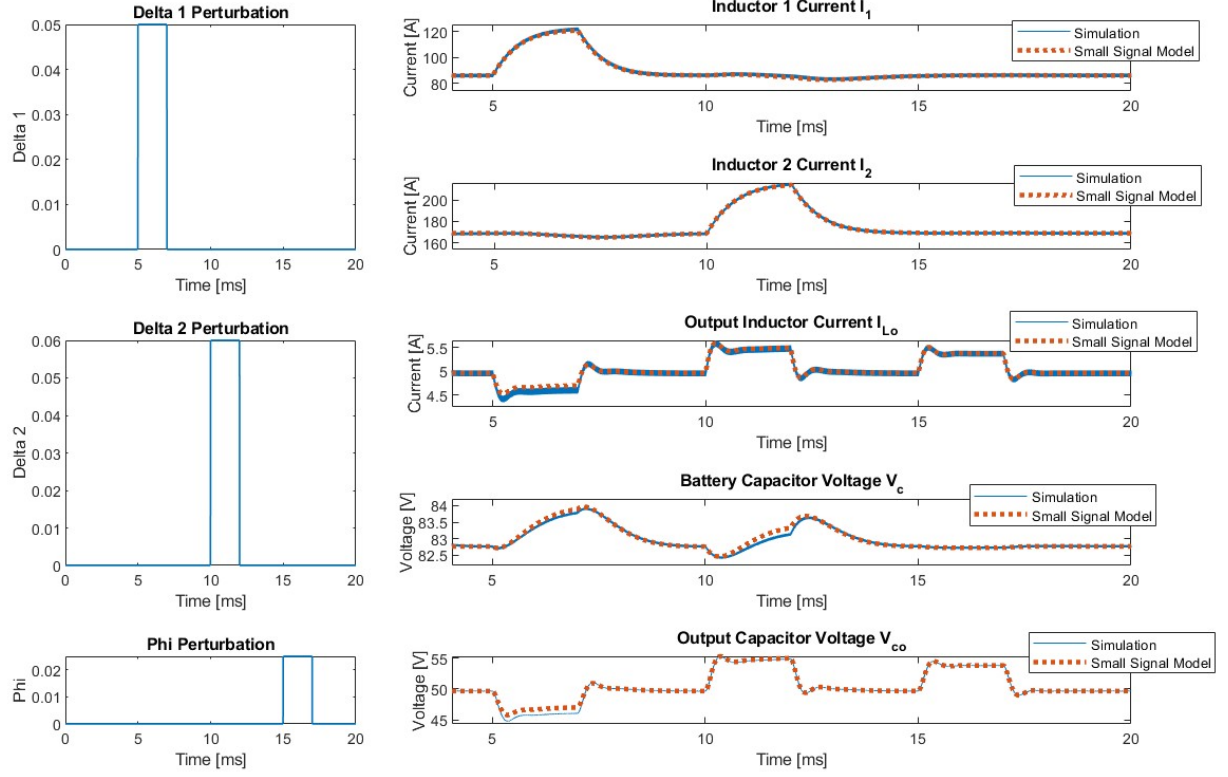 Delta 1 Perturbation
0.05
0.04
0.03
0.02
0.01
0
Delta 1
0 5 10 15 20
Time [ms]
Delta 2 Perturbation
0.06
0.05
0.04
0.03
0.02
0.01
0
Delta 2
0 5 10 15 20
Time [ms]
Phi Perturbation
0.02
0.01
0
Phi
0 5 10 15 20
Time [ms]
Inductor 1 Current I1
Simulation
Small Signal Model
120
100
80
Current [A]
5 10 15 20
Time [ms]
Inductor 2 Current I2
Simulation
Small Signal Model
200
180
160
Current [A]
5 10 15 20
Time [ms]
Output Inductor Current ILo
Simulation
Small Signal Model
5.5
5
4.5
Current [A]
5 10 15 20
Time [ms]
Battery Capacitor Voltage Vc
Simulation
Small Signal Model
84
83.5
83
82.5
Voltage [V]
5 10 15 20
Time [ms]
Output Capacitor Voltage Vco
Simulation
Small Signal Model
55
50
45
Voltage [V]
5 10 15 20
Time [ms]